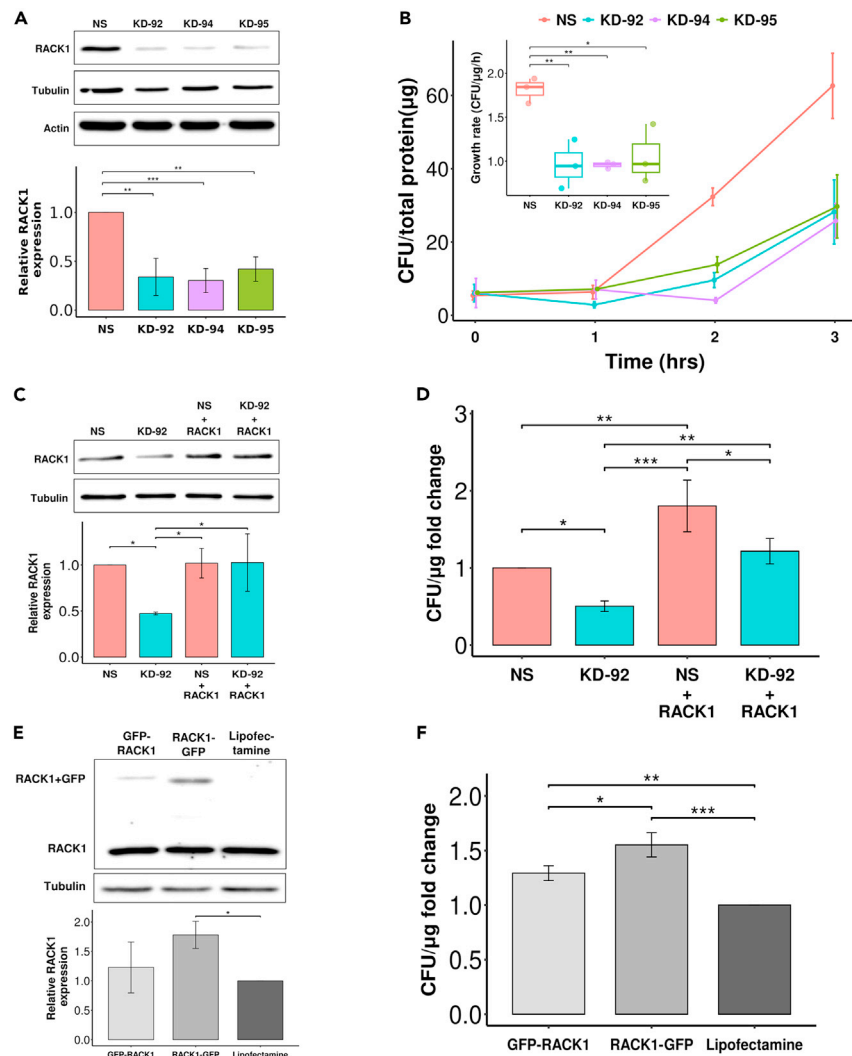 A
NS KD-92 KD-94 KD-95
RACK1
Tubulin
Actin
Relative RACK1
expression
** 
***
**
1.0
0.5
0.0
NS KD-92 KD-94 KD-95
B
NS KD-92 KD-94 KD-95
CFU/total protein(µg)
60
40
20
0
Growth rate (CFU/µg/h)
2.0
1.5
1.0
*
**
**
NS KD-92 KD-94 KD-95
0 1 2 3
Time (hrs)
C
NS KD-92 NS + RACK1 KD-92 + RACK1
RACK1
Tubulin
Relative RACK1
expression
* * *
1.0
0.5
0.0
NS KD-92 NS + RACK1 KD-92 + RACK1
D
CFU/µg fold change
3
2
1
0
**
**
*** *
*
NS KD-92 NS + RACK1 KD-92 + RACK1
E
GFP-RACK1 RACK1-GFP Lipofec-tamine
RACK1+GFP
RACK1
Tubulin
Relative RACK1
expression
*
2.0
1.5
1.0
0.5
0.0
GFP-RACK1 RACK1-GFP Lipofectamine
F
CFU/µg fold change
2.0
1.5
1.0
0.5
0.0
**
* ***
GFP-RACK1 RACK1-GFP Lipofectamine